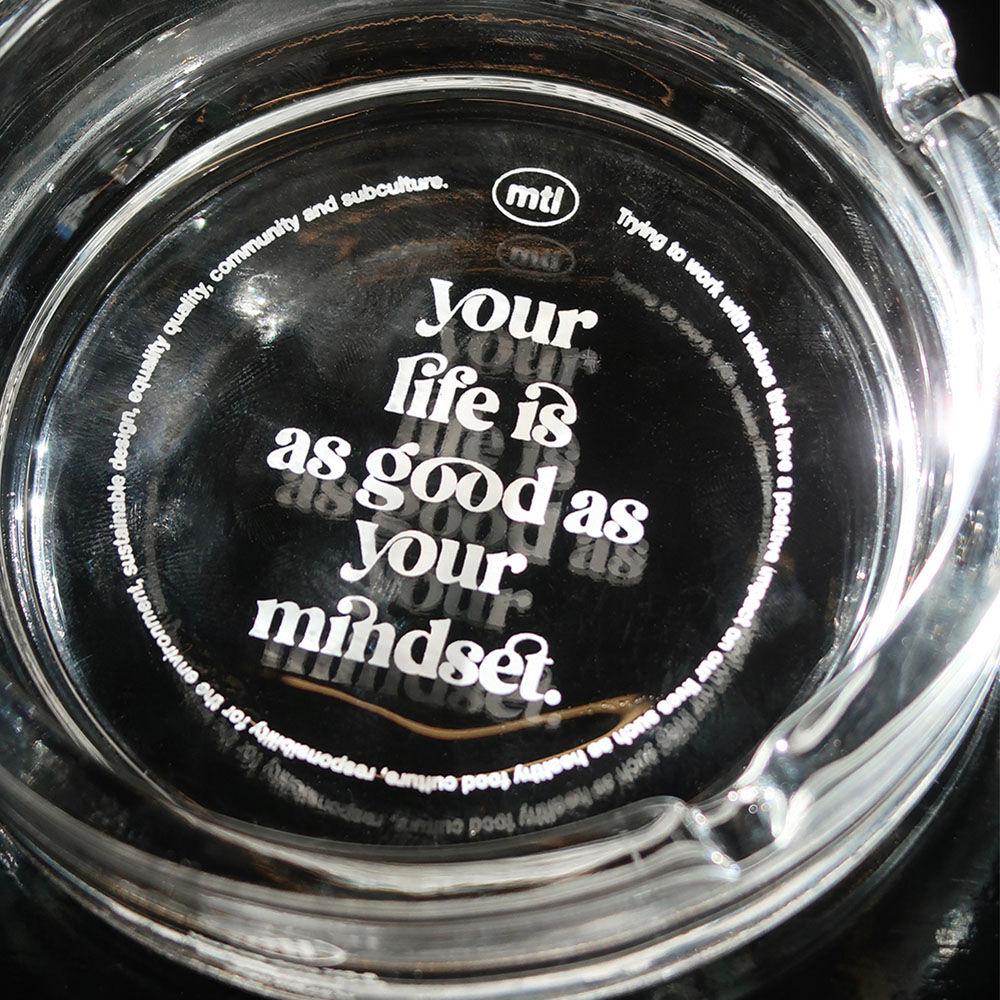 mtl
Trying to work with values that have a positive impact on our lives such as healthy food culture, responsibility for the environment, sustainable design, equality quality, community and subculture.
your
life is
as good as
your
mindset.